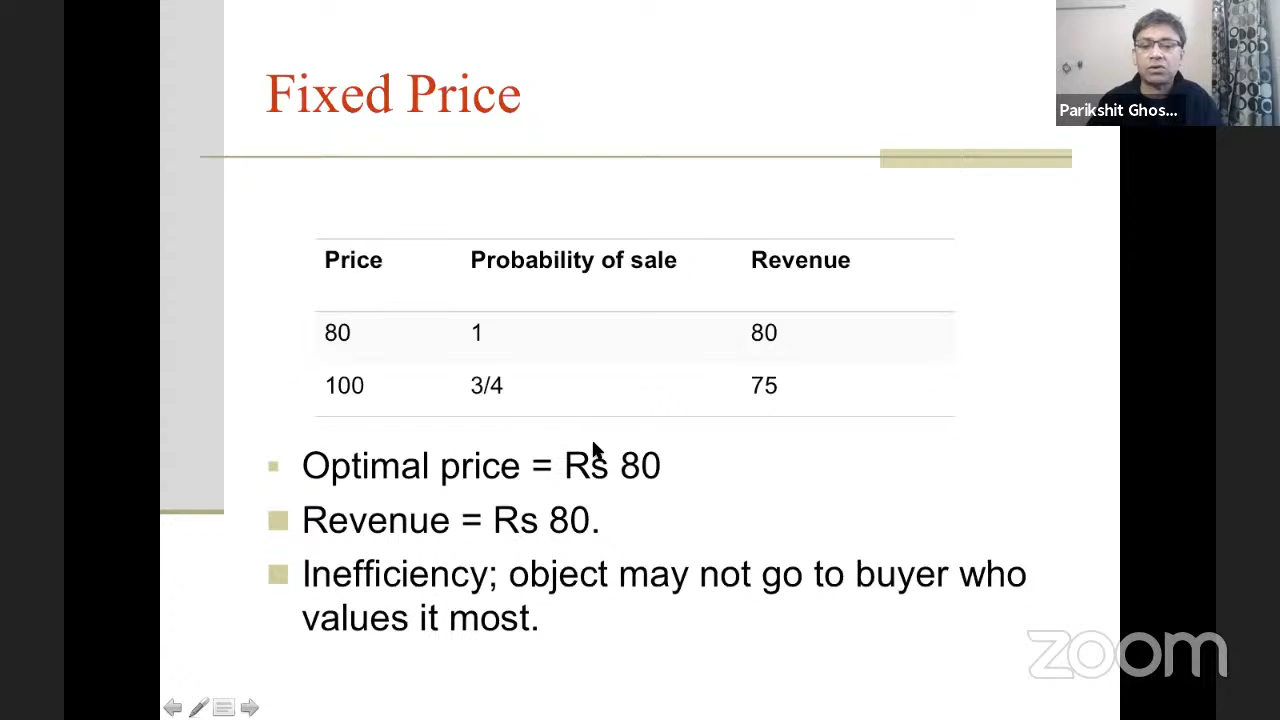 Fixed Price
Parikshit Ghos...
Price Probability of sale Revenue
80 1 80
100 3/4 75
Optimal price = Rs 80
Revenue = Rs 80.
Inefficiency; object may not go to buyer who
values it most.
zoom